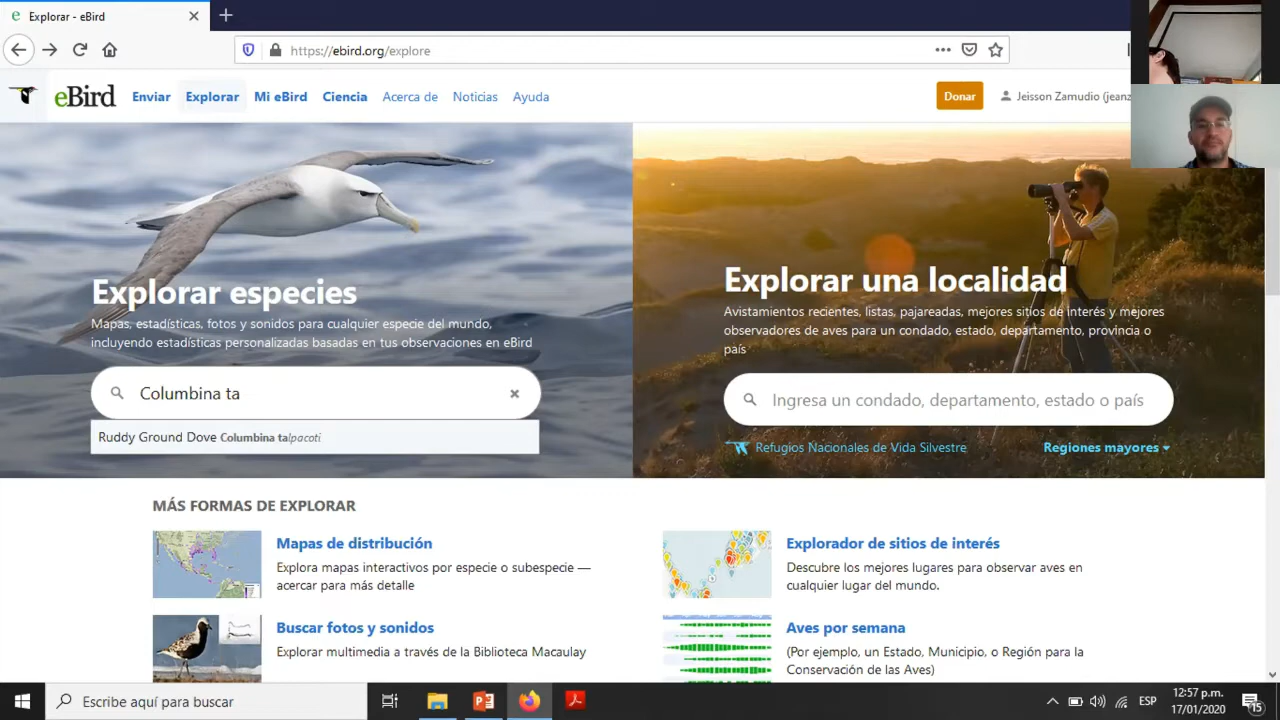 Explorar - eBird
https://ebird.org/explore
eBird Enviar Explorar Mi eBird Ciencia Acerca de Noticias Ayuda Donar Jeisson Zamudio (jeanz
Explorar especies
Mapas, estadísticas, fotos y sonidos para cualquier especie del mundo,
incluyendo estadísticas personalizadas basadas en tus observaciones en eBird
Columbina ta
Ruddy Ground Dove Columbina talpacoti
Explorar una localidad
Avistamientos recientes, listas, pajareadas, mejores sitios de interés y mejores
observadores de aves para un condado, estado, departamento, provincia o
país
Ingresa un condado, departamento, estado o país
Refugios Nacionales de Vida Silvestre
Regiones mayores
MÁS FORMAS DE EXPLORAR
Mapas de distribución
Explora mapas interactivos por especie o subespecie —
acercar para más detalle
Explorador de sitios de interés
Descubre los mejores lugares para observar aves en
cualquier lugar del mundo.
Buscar fotos y sonidos
Explorar multimedia a través de la Biblioteca Macaulay
Aves por semana
(Por ejemplo, un Estado, Municipio, o Región para la
Conservación de las Aves)
Escribe aquí para buscar
ESP
12:57 p.m.
17/01/2020
15